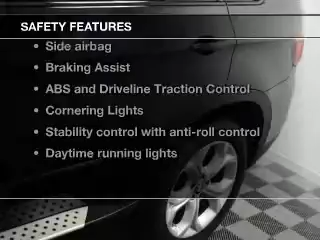 SAFETY FEATURES
• Side airbag
• Braking Assist
• ABS and Driveline Traction Control
• Cornering Lights
• Stability control with anti-roll control
• Daytime running lights